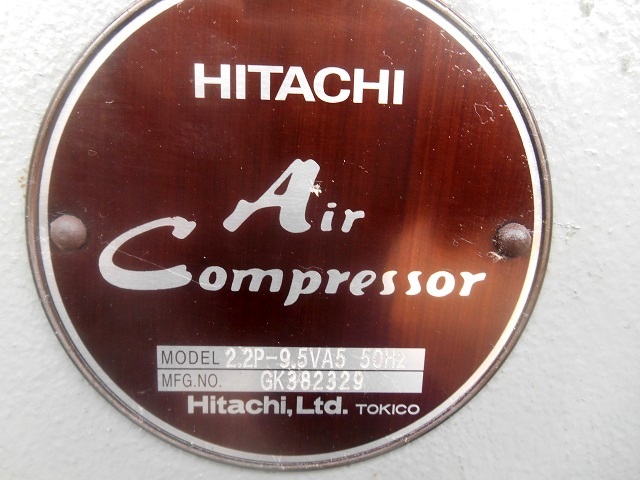 HITACHI
Air
Compressor
MODEL 2.2P-9.5VA5 50Hz
MFG.NO. GK382329
Hitachi, Ltd. TOKICO